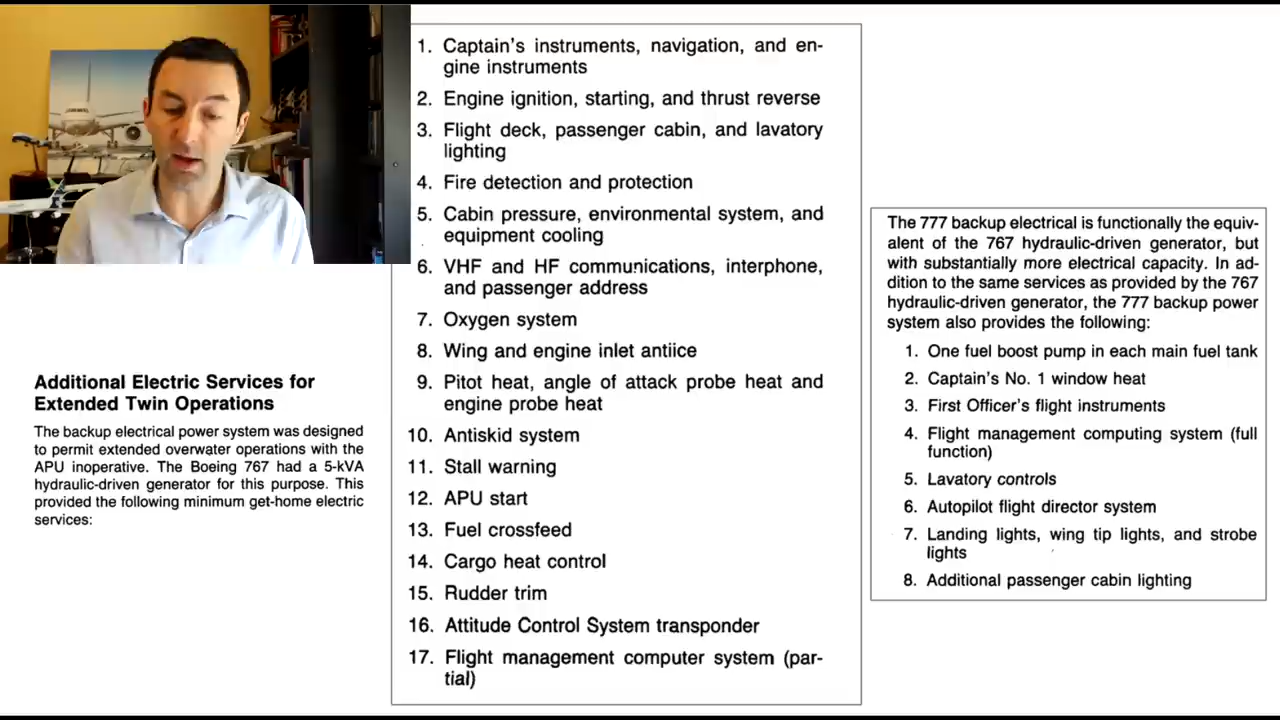 Additional Electric Services for
Extended Twin Operations
The backup electrical power system was designed
to permit extended overwater operations with the
APU inoperative. The Boeing 767 had a 5-kVA
hydraulic-driven generator for this purpose. This
provided the following minimum get-home electric
services:
1. Captain's instruments, navigation, and en-
gine instruments
2. Engine ignition, starting, and thrust reverse
3. Flight deck, passenger cabin, and lavatory
lighting
4. Fire detection and protection
5. Cabin pressure, environmental system, and
equipment cooling
6. VHF and HF communications, interphone,
and passenger address
7. Oxygen system
8. Wing and engine inlet antiice
9. Pitot heat, angle of attack probe heat and
engine probe heat
10. Antiskid system
11. Stall warning
12. APU start
13. Fuel crossfeed
14. Cargo heat control
15. Rudder trim
16. Attitude Control System transponder
17. Flight management computer system (par-
tial)
The 777 backup electrical is functionally the equiv-
alent of the 767 hydraulic-driven generator, but
with substantially more electrical capacity. In ad-
dition to the same services as provided by the 767
hydraulic-driven generator, the 777 backup power
system also provides the following:
1. One fuel boost pump in each main fuel tank
2. Captain's No. 1 window heat
3. First Officer's flight instruments
4. Flight management computing system (full
function)
5. Lavatory controls
6. Autopilot flight director system
7. Landing lights, wing tip lights, and strobe
lights
8. Additional passenger cabin lighting